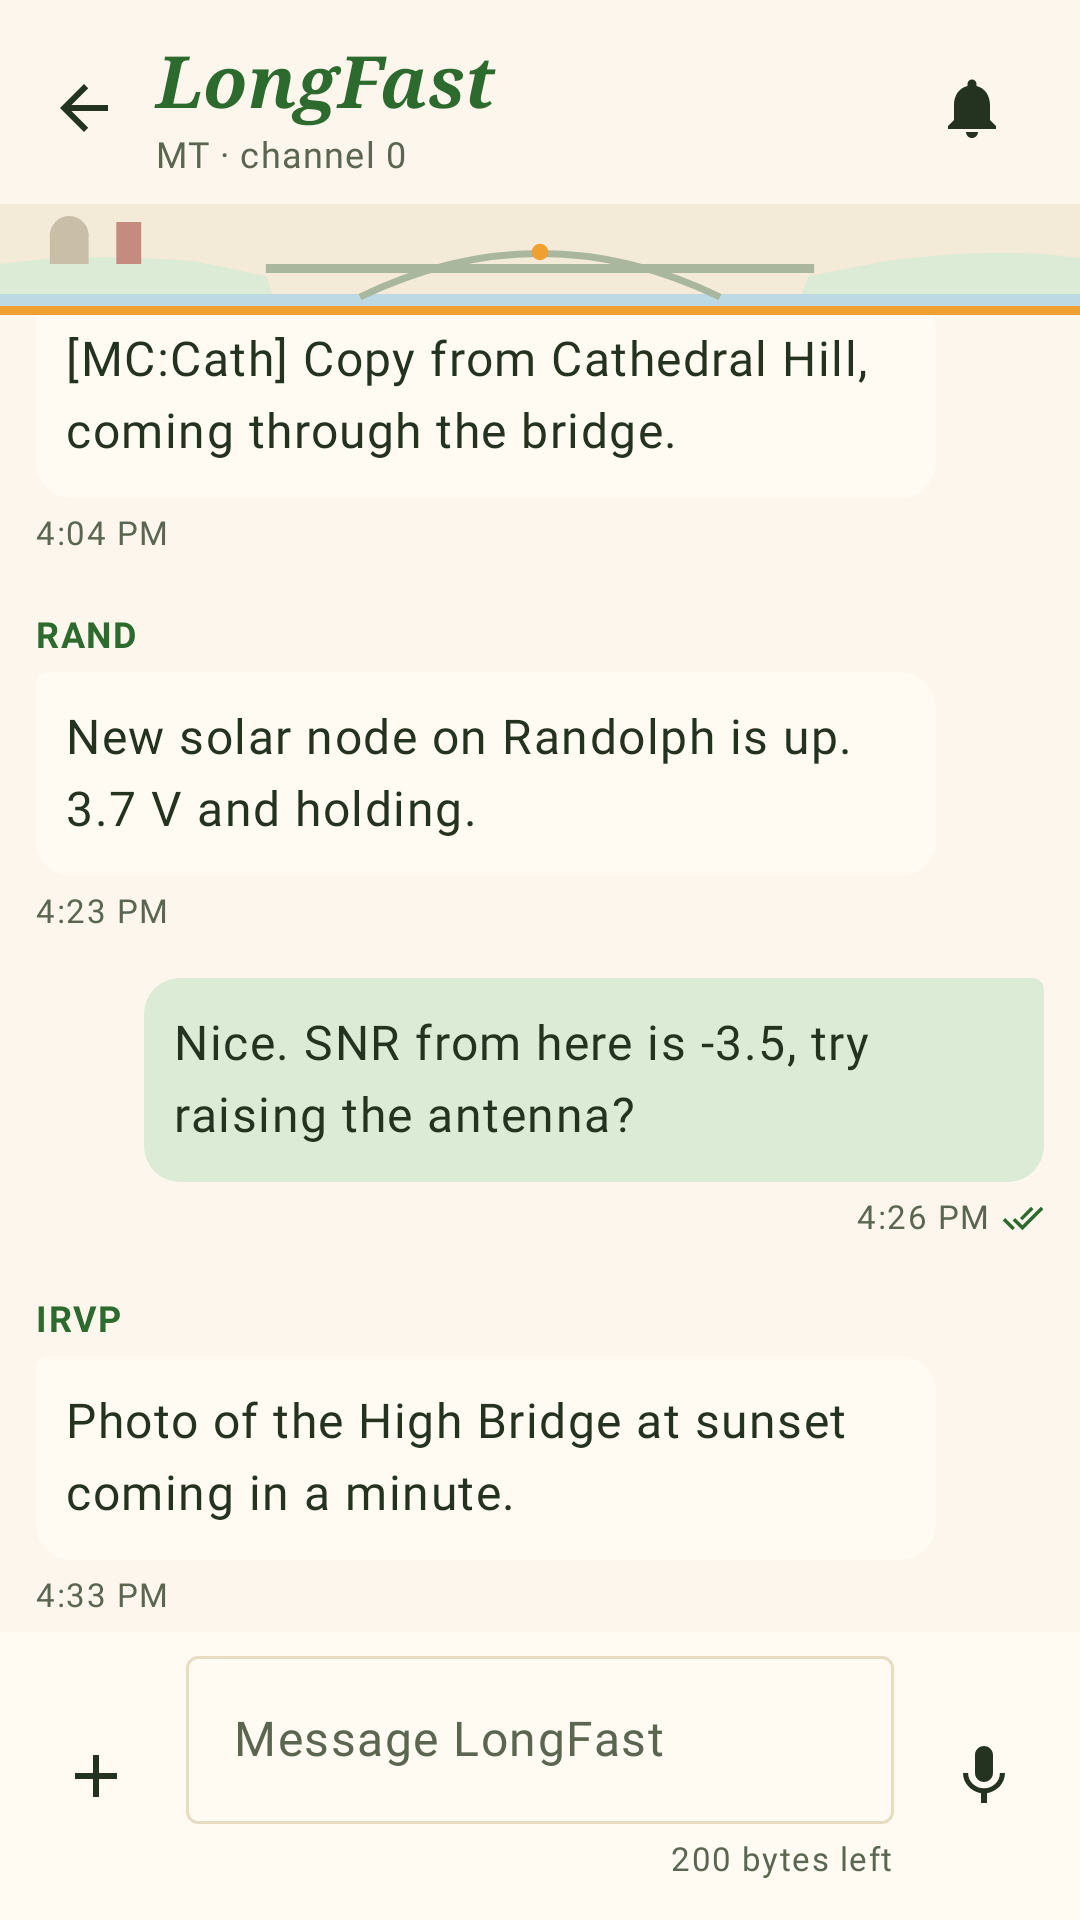 LongFast
MT · channel 0
[MC:Cath] Copy from Cathedral Hill,
coming through the bridge.
4:04 PM
RAND
New solar node on Randolph is up.
3.7 V and holding.
4:23 PM
Nice. SNR from here is -3.5, try
raising the antenna?
4:26 PM
IRVP
Photo of the High Bridge at sunset
coming in a minute.
4:33 PM
Message LongFast
200 bytes left